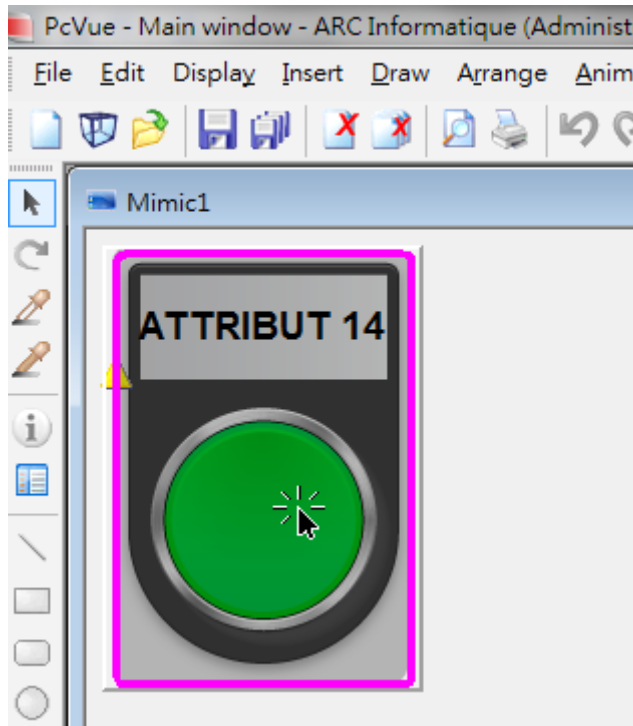 PcVue - Main window - ARC Informatique (Administ
File Edit Display Insert Draw Arrange Anim
Mimic1
ATTRIBUT 14